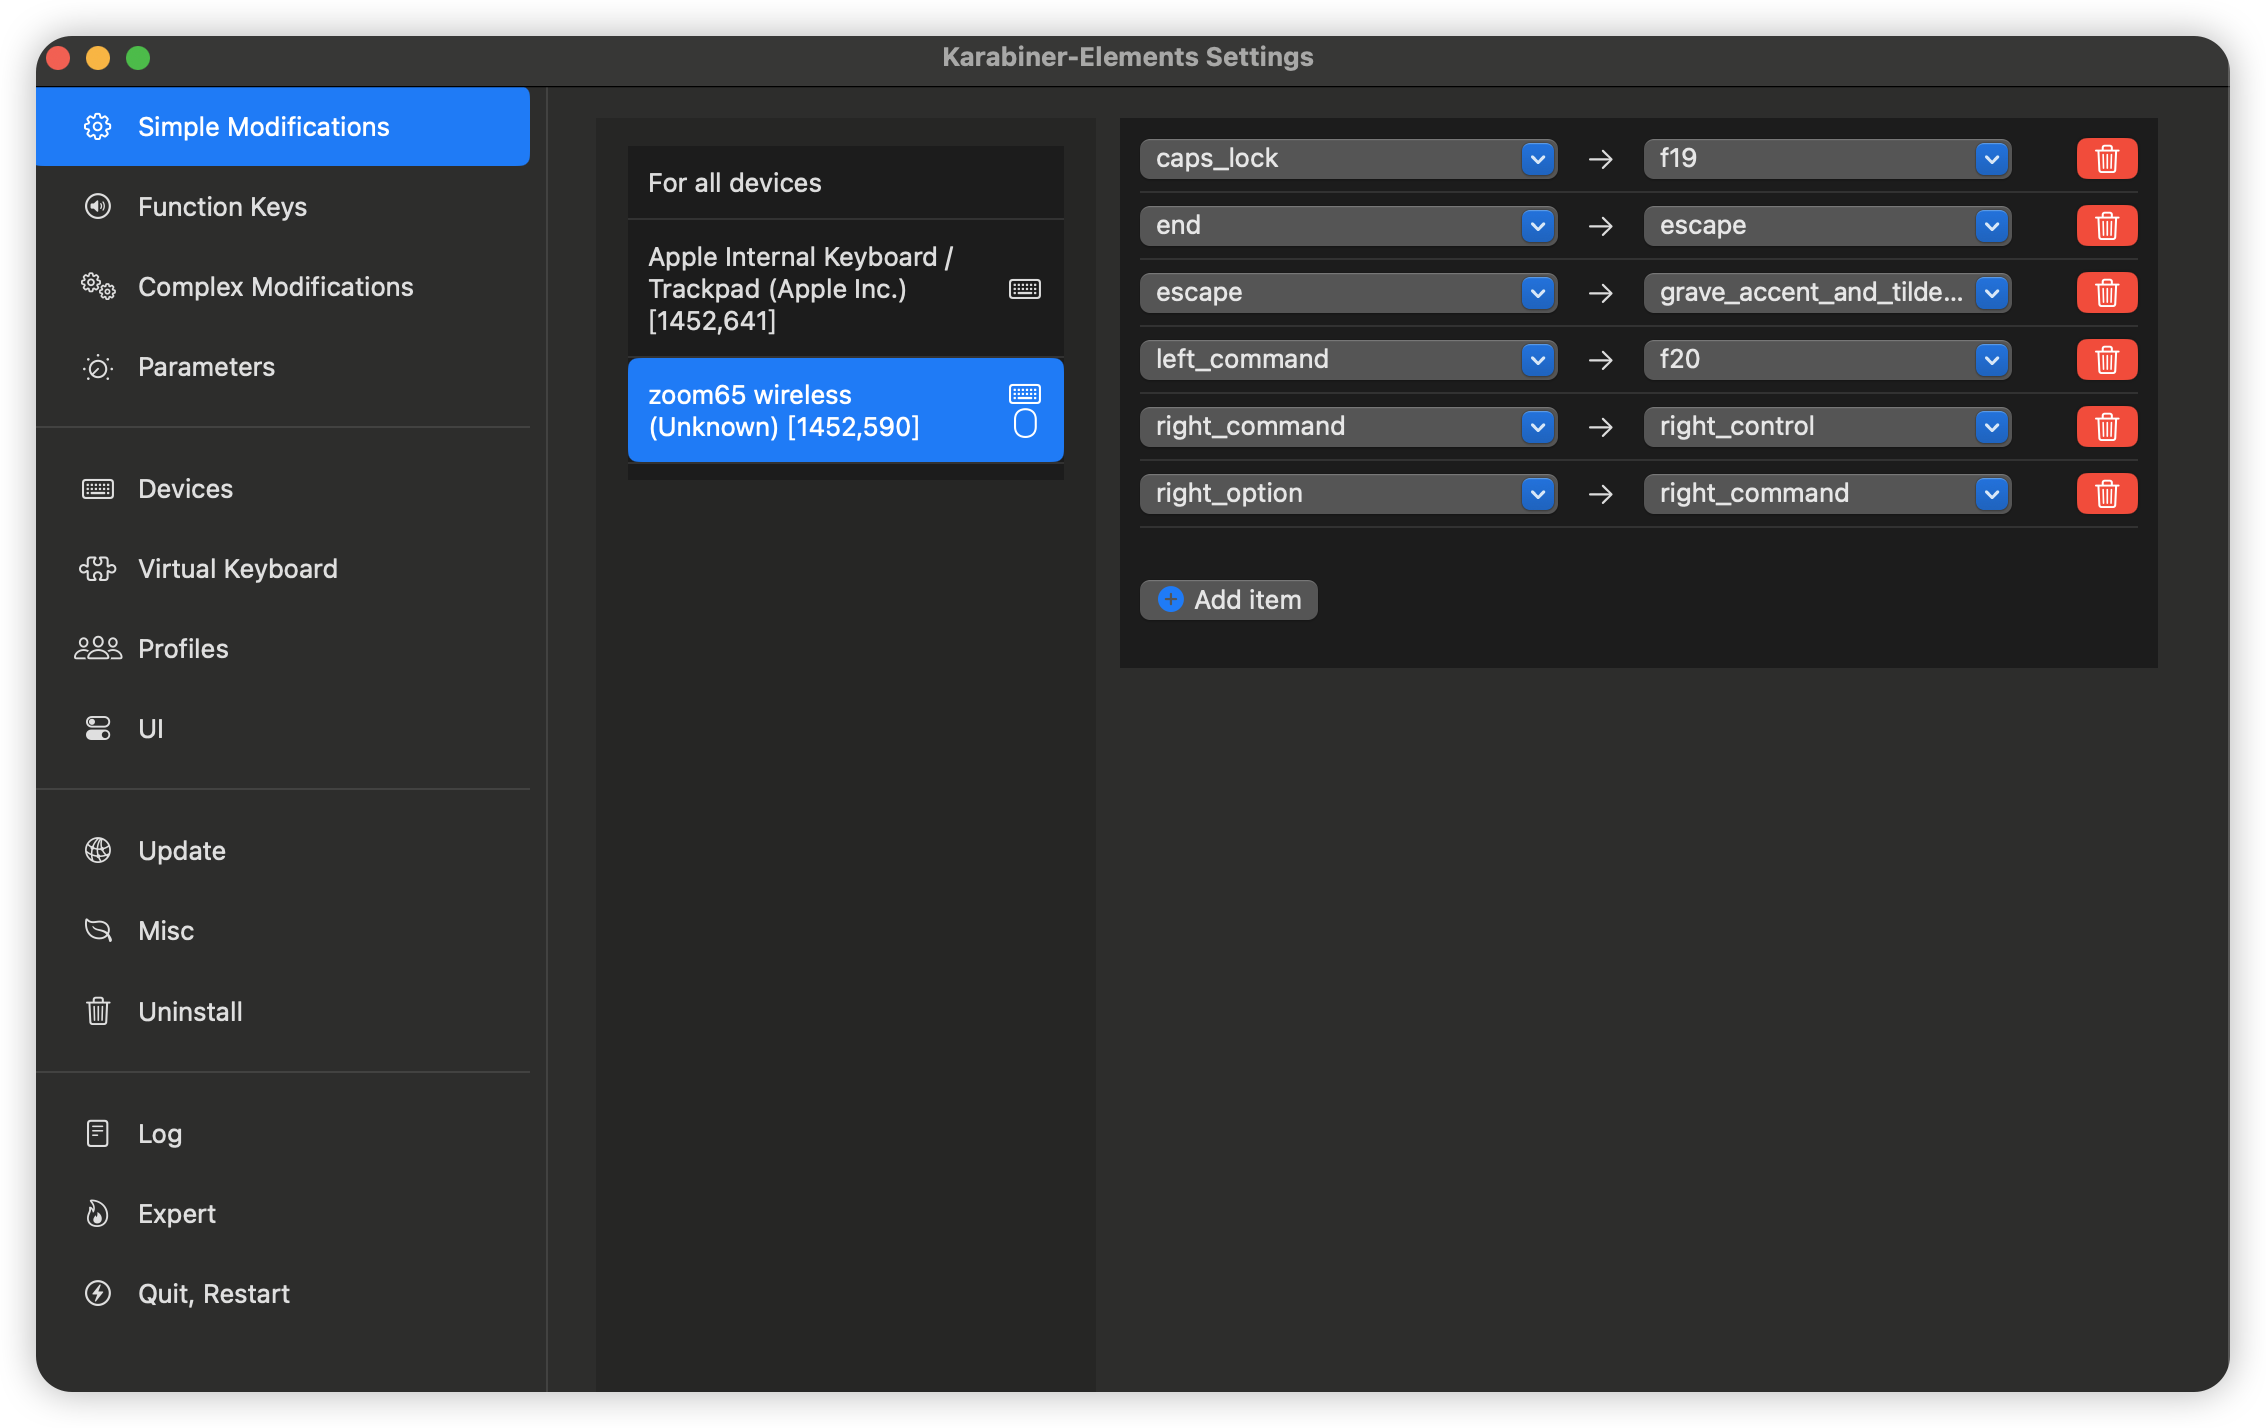 Karabiner-Elements Settings
Simple Modifications
Function Keys
Complex Modifications
Parameters
Devices
Virtual Keyboard
Profiles
UI
Update
Misc
Uninstall
Log
Expert
Quit, Restart
For all devices
Apple Internal Keyboard /
Trackpad (Apple Inc.)
[1452,641]
zoom65 wireless
(Unknown) [1452,590]
caps_lock → f19
end → escape
escape → grave_accent_and_tilde...
left_command → f20
right_command → right_control
right_option → right_command
Add item